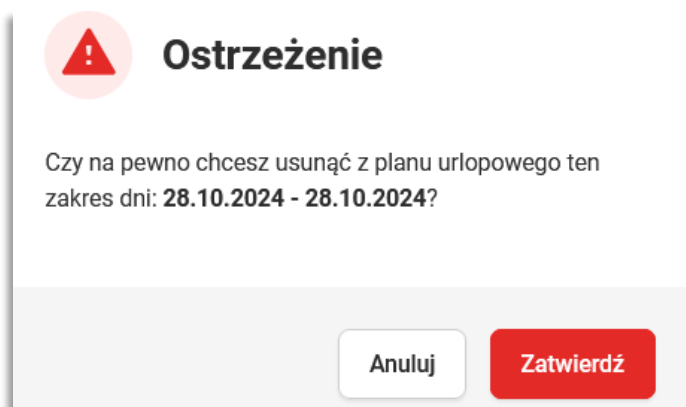 Ostrzeżenie
Czy na pewno chcesz usunąć z planu urlopowego ten
zakres dni: 28.10.2024 - 28.10.2024?
Anuluj
Zatwierdź